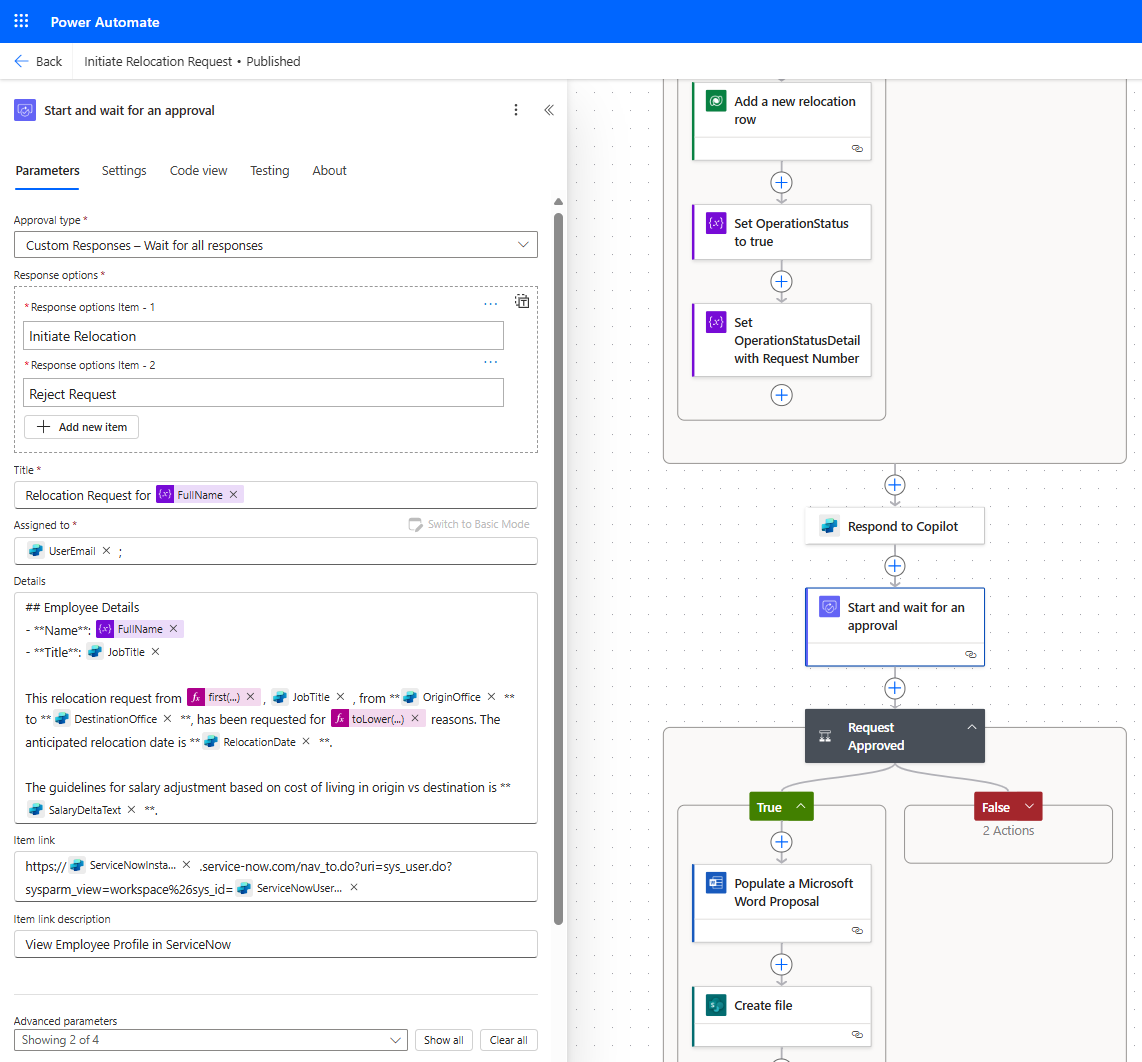 Power Automate
Back
Initiate Relocation Request • Published
Start and wait for an approval
Parameters
Settings
Code view
Testing
About
Approval type *
Custom Responses – Wait for all responses
Response options *
* Response options Item - 1
Initiate Relocation
* Response options Item - 2
Reject Request
Add new item
Title *
Relocation Request for {x} FullName
Assigned to *
Switch to Basic Mode
UserEmail ;
Details
## Employee Details
- **Name**: {x} FullName
- **Title**: JobTitle
This relocation request from fx first(...) , JobTitle , from ** OriginOffice **
to ** DestinationOffice **, has been requested for fx toLower(...) reasons. The
anticipated relocation date is ** RelocationDate **.
The guidelines for salary adjustment based on cost of living in origin vs destination is **
SalaryDeltaText **.
Item link
https:// ServiceNowInsta... .service-now.com/nav_to.do?uri=sys_user.do?
sysparm_view=workspace%26sys_id= ServiceNowUser...
Item link description
View Employee Profile in ServiceNow
Advanced parameters
Showing 2 of 4
Show all
Clear all
Add a new relocation
row
{x}
Set OperationStatus
to true
{x}
Set
OperationStatusDetail
with Request Number
Respond to Copilot
Start and wait for an
approval
Request
Approved
True
False
2 Actions
Populate a Microsoft
Word Proposal
Create file